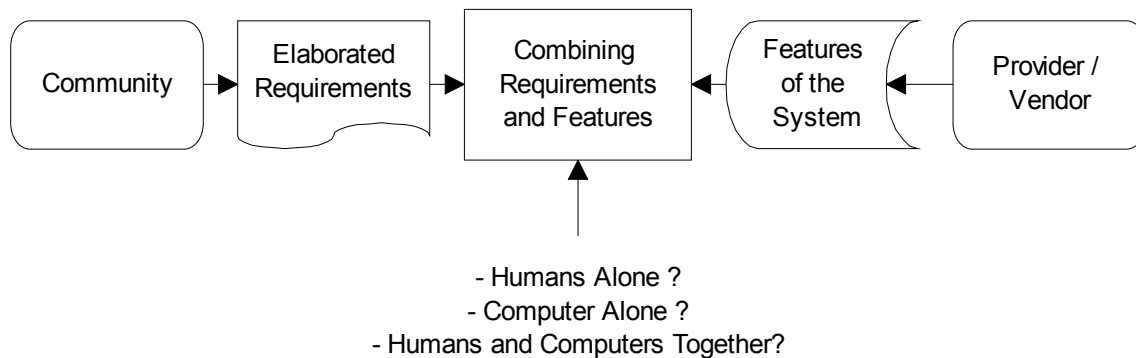 Community
Elaborated
Requirements
Combining
Requirements
and Features
Features
of the
System
Provider /
Vendor
- Humans Alone ?
- Computer Alone ?
- Humans and Computers Together?